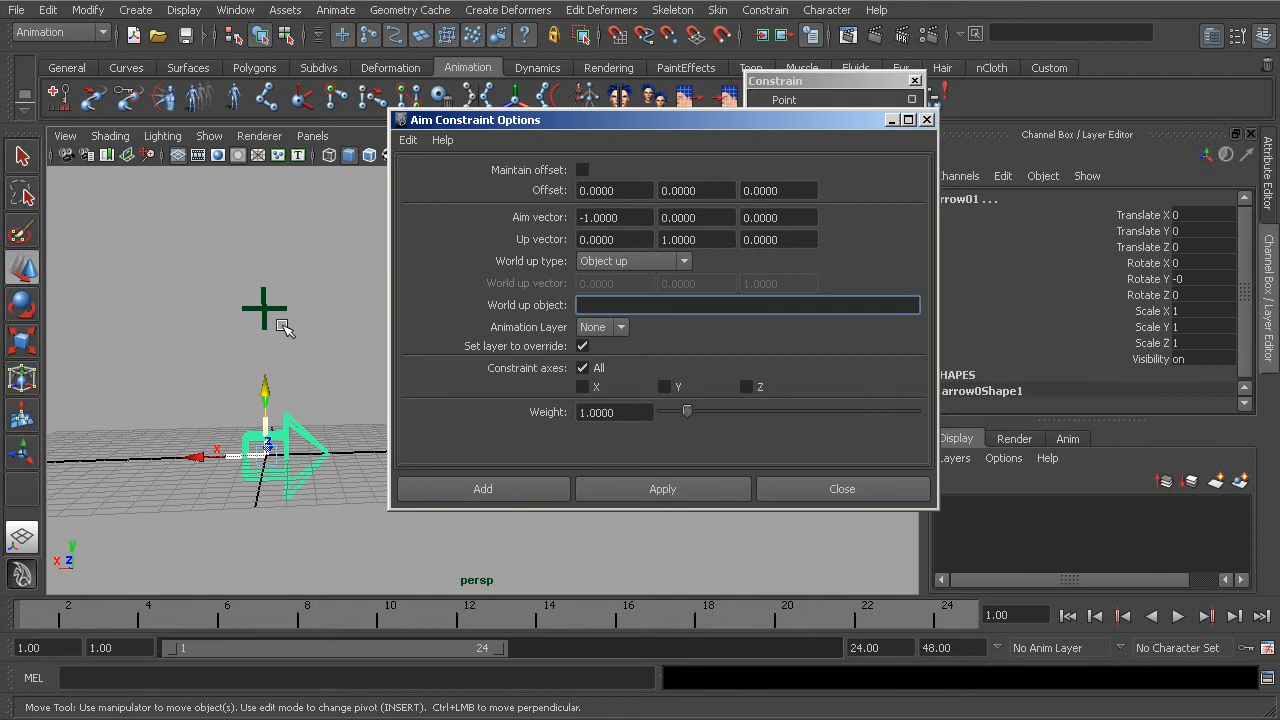 File Edit Modify Create Display Window Assets Animate Geometry Cache Create Deformers Edit Deformers Skeleton Skin Constrain Character Help
Animation
General Curves Surfaces Polygons Subdivs Deformation Animation Dynamics Rendering PaintEffects Toon Muscle Fluids Fur Hair nCloth Custom
Constrain
Point
View Shading Lighting Show Renderer Panels
Aim Constraint Options
Edit Help
Maintain offset:
Offset: 0.0000 0.0000 0.0000
Aim vector: -1.0000 0.0000 0.0000
Up vector: 0.0000 1.0000 0.0000
World up type: Object up
World up vector: 0.0000 0.0000 1.0000
World up object:
Animation Layer None
Set layer to override:
Constraint axes: All
X Y Z
Weight: 1.0000
Add Apply Close
Channel Box / Layer Editor
hannels Edit Object Show
rrow01 ...
Translate X 0
Translate Y 0
Translate Z 0
Rotate X 0
Rotate Y -0
Rotate Z 0
Scale X 1
Scale Y 1
Scale Z 1
Visibility on
HAPES
arrow0Shape1
Display Render Anim
ayers Options Help
Attribute Editor
Channel Box / Layer Editor
x
z
y
x z
persp
2 4 6 8 10 12 14 16 18 20 22 24
1.00
1.00 1.00 1 24 24.00 48.00 No Anim Layer No Character Set
MEL
Move Tool: Use manipulator to move object(s). Use edit mode to change pivot (INSERT). Ctrl+LMB to move perpendicular.